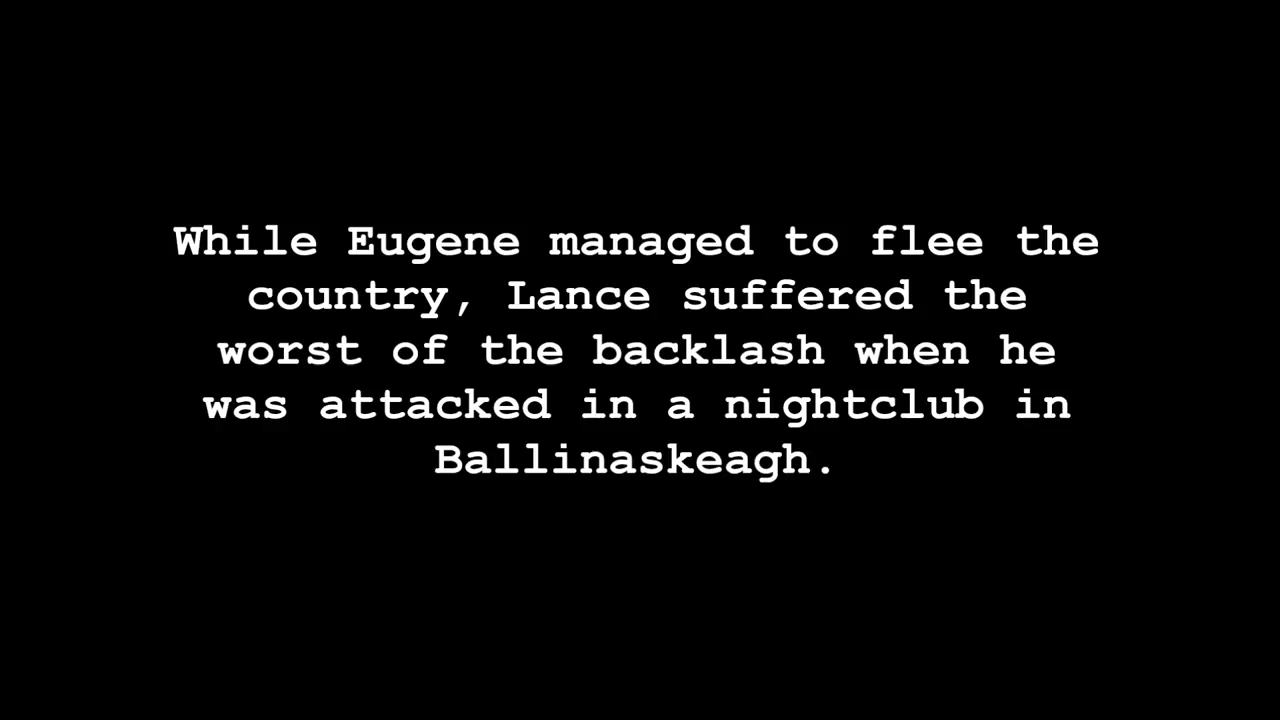 While Eugene managed to flee the
country, Lance suffered the
worst of the backlash when he
was attacked in a nightclub in
Ballinaskeagh.